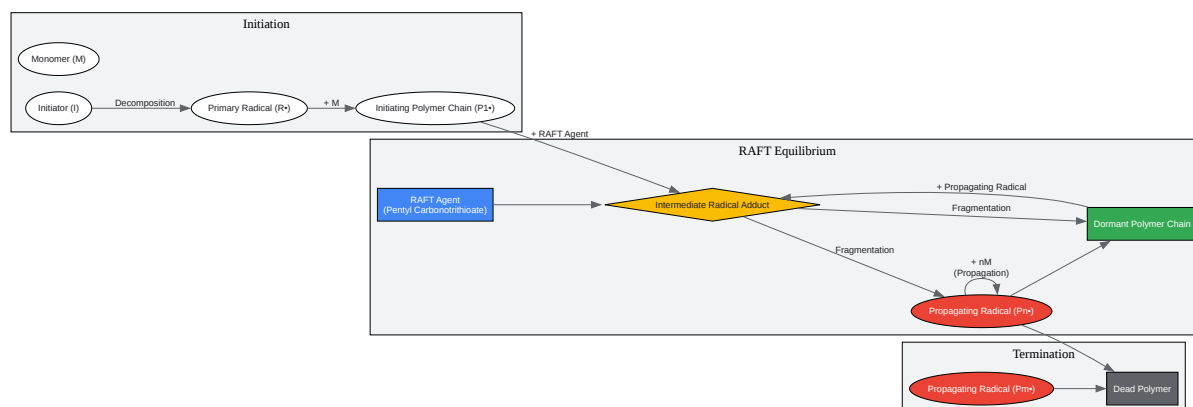 Initiation
Monomer (M)
Initiator (I)
Decomposition
Primary Radical (R•)
+ M
Initiating Polymer Chain (P1•)
+ RAFT Agent
RAFT Equilibrium
RAFT Agent
(Pentyl Carbonotrithioate)
Intermediate Radical Adduct
+ Propagating Radical
Fragmentation
Dormant Polymer Chain
Fragmentation
+ nM
(Propagation)
Propagating Radical (Pn•)
Termination
Propagating Radical (Pm•)
Dead Polymer